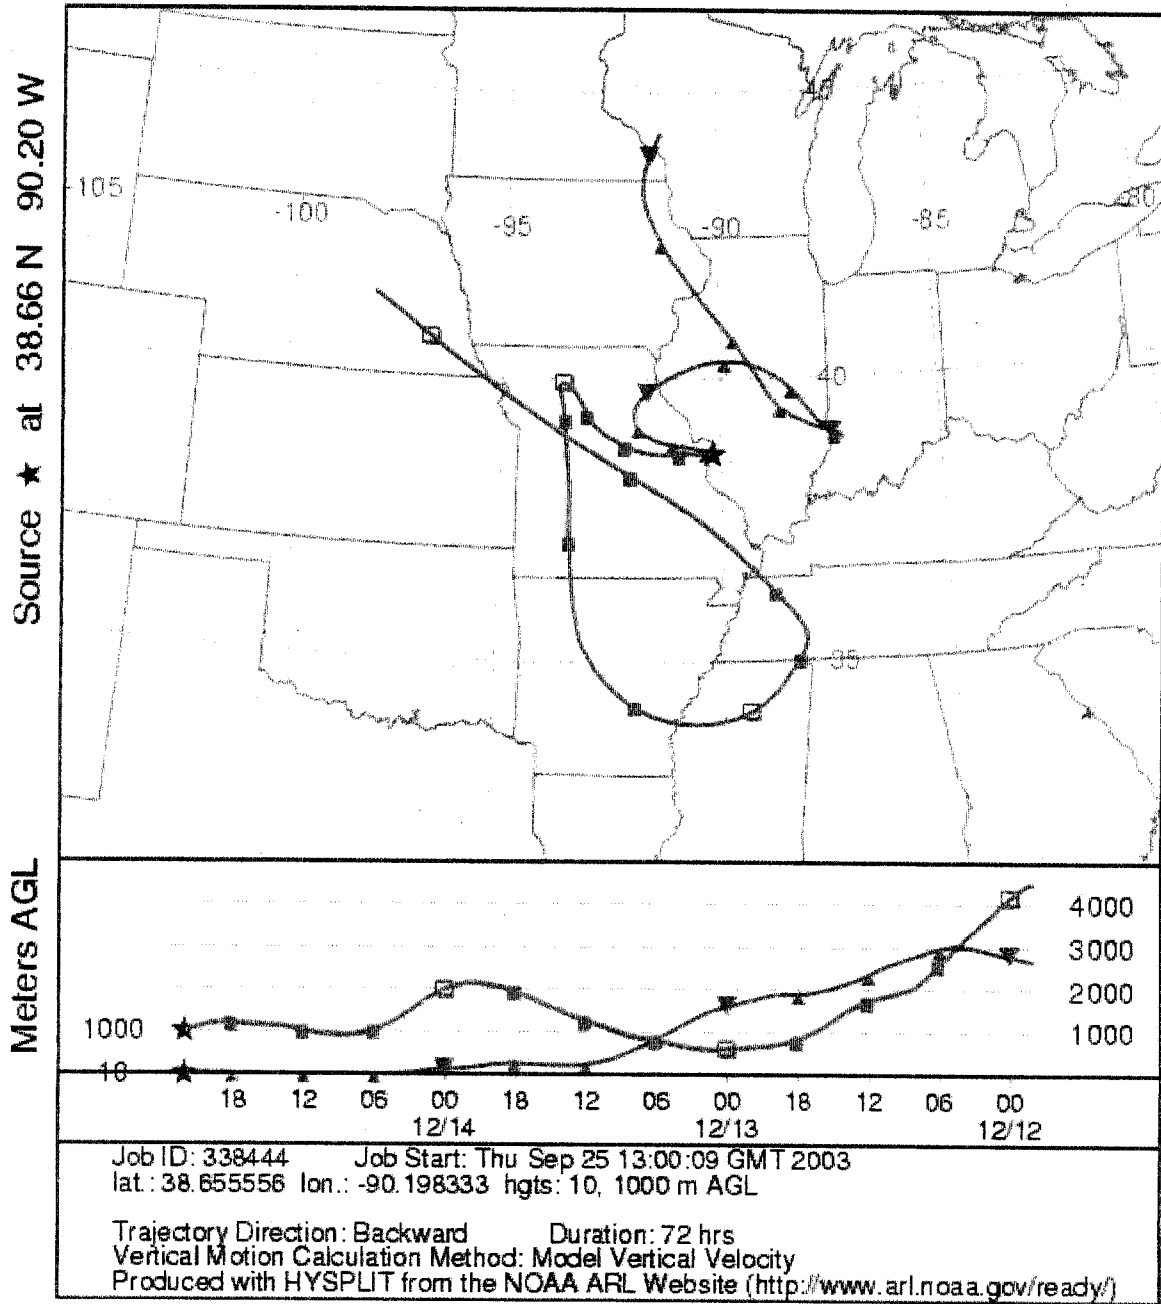 Source ★ at 38.66 N 90.20 W
-105
-100
-95
-90
-85
-80
40
35
Meters AGL
4000
3000
2000
1000
1000
10
18 12 06 00 18 12 06 00 18 12 06 00
12/14 12/13 12/12
Job ID: 338444 Job Start: Thu Sep 25 13:00:09 GMT 2003
lat.: 38.655556 lon.: -90.198333 hgts: 10, 1000 m AGL
Trajectory Direction: Backward Duration: 72 hrs
Vertical Motion Calculation Method: Model Vertical Velocity
Produced with HYSPLIT from the NOAA ARL Website (http://www.arl.noaa.gov/ready/)